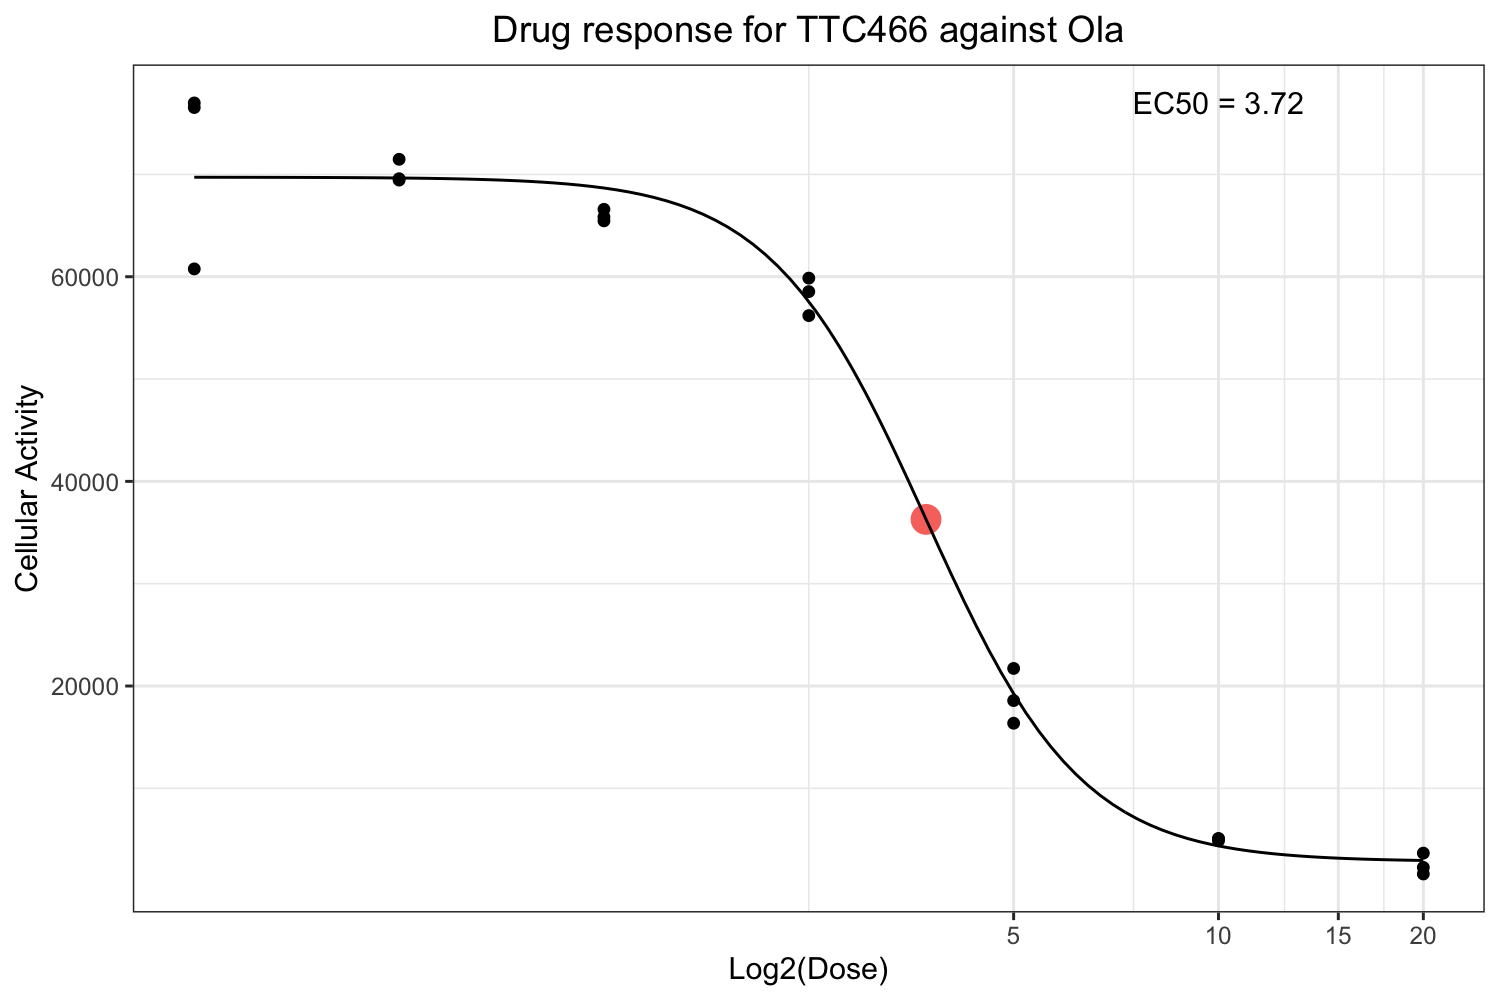 Drug response for TTC466 against Ola
EC50 = 3.72
Cellular Activity
60000
40000
20000
5 10 15 20
Log2(Dose)